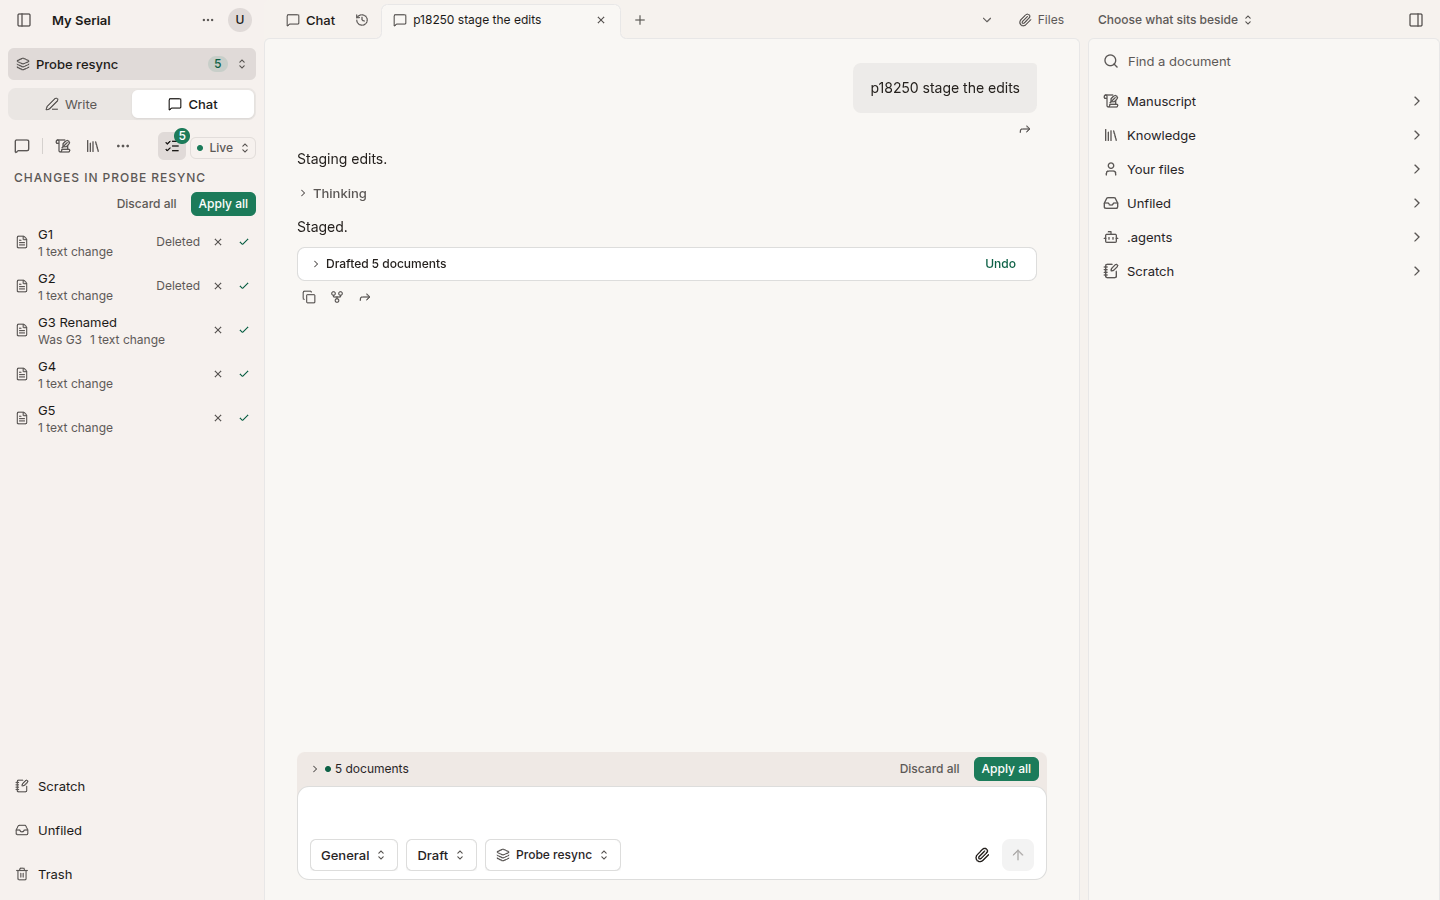 My Serial
U
Probe resync
5
Write
Chat
5
Live
CHANGES IN PROBE RESYNC
Discard all
Apply all
G1
1 text change
Deleted
G2
1 text change
Deleted
G3 Renamed
Was G3 1 text change
G4
1 text change
G5
1 text change
Scratch
Unfiled
Trash
Chat
p18250 stage the edits
Files
p18250 stage the edits
Staging edits.
Thinking
Staged.
Drafted 5 documents
Undo
5 documents
Discard all
Apply all
General
Draft
Probe resync
Choose what sits beside
Find a document
Manuscript
Knowledge
Your files
Unfiled
.agents
Scratch